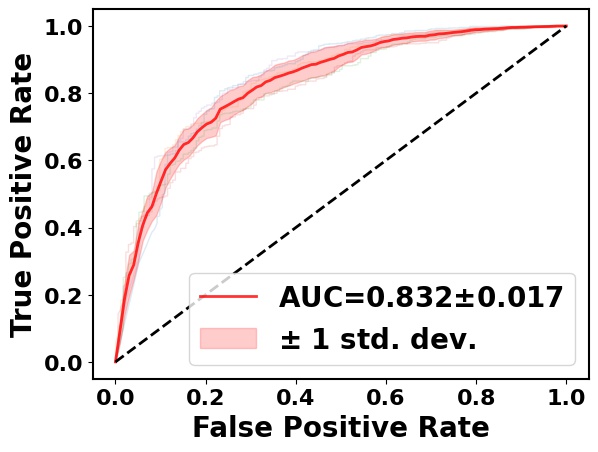 1.0
0.8
0.6
0.4
0.2
0.0
True Positive Rate
AUC=0.832±0.017
± 1 std. dev.
0.0 0.2 0.4 0.6 0.8 1.0
False Positive Rate